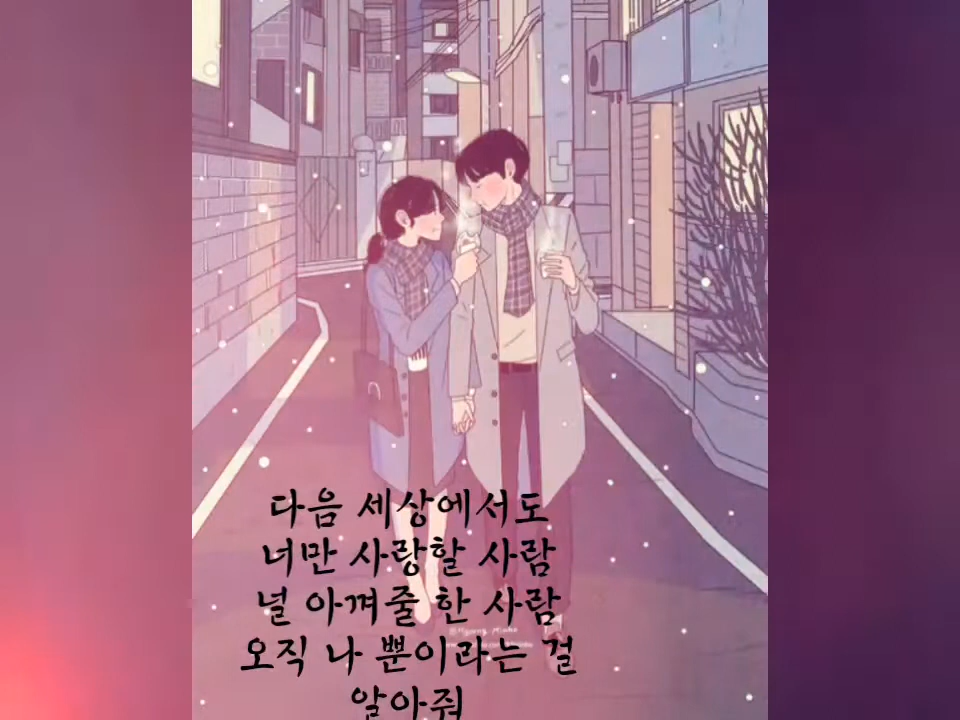 다음 세상에서도
너만 사랑할 사람
널 아껴줄 한 사람
오직 나 뿐이라는 걸
알아줘